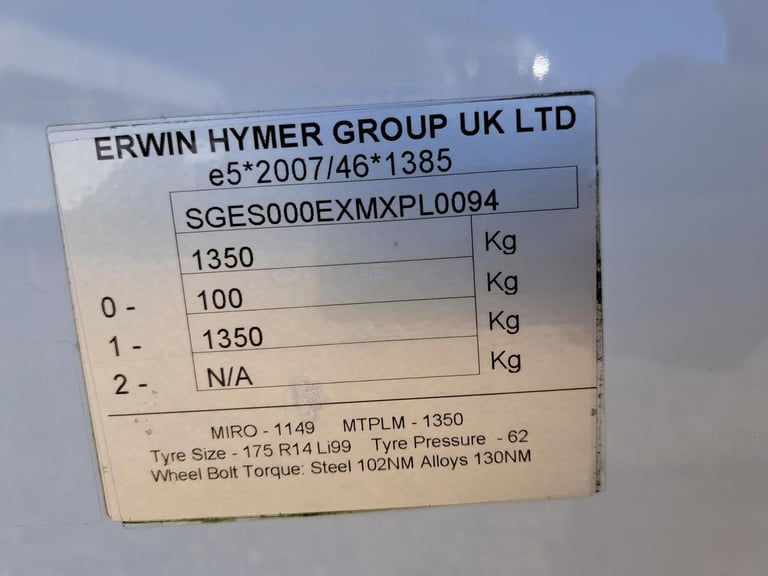 ERWIN HYMER GROUP UK LTD
e5*2007/46*1385
SGES000EXMXPL0094
1350 Kg
0 - 100 Kg
1 - 1350 Kg
2 - N/A Kg
MIRO - 1149 MTPLM - 1350
Tyre Size - 175 R14 Li99 Tyre Pressure - 62
Wheel Bolt Torque: Steel 102NM Alloys 130NM